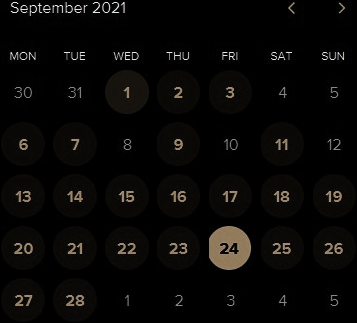 September 2021
MON TUE WED THU FRI SAT SUN
30 31 1 2 3 4 5
6 7 8 9 10 11 12
13 14 15 16 17 18 19
20 21 22 23 24 25 26
27 28 1 2 3 4 5